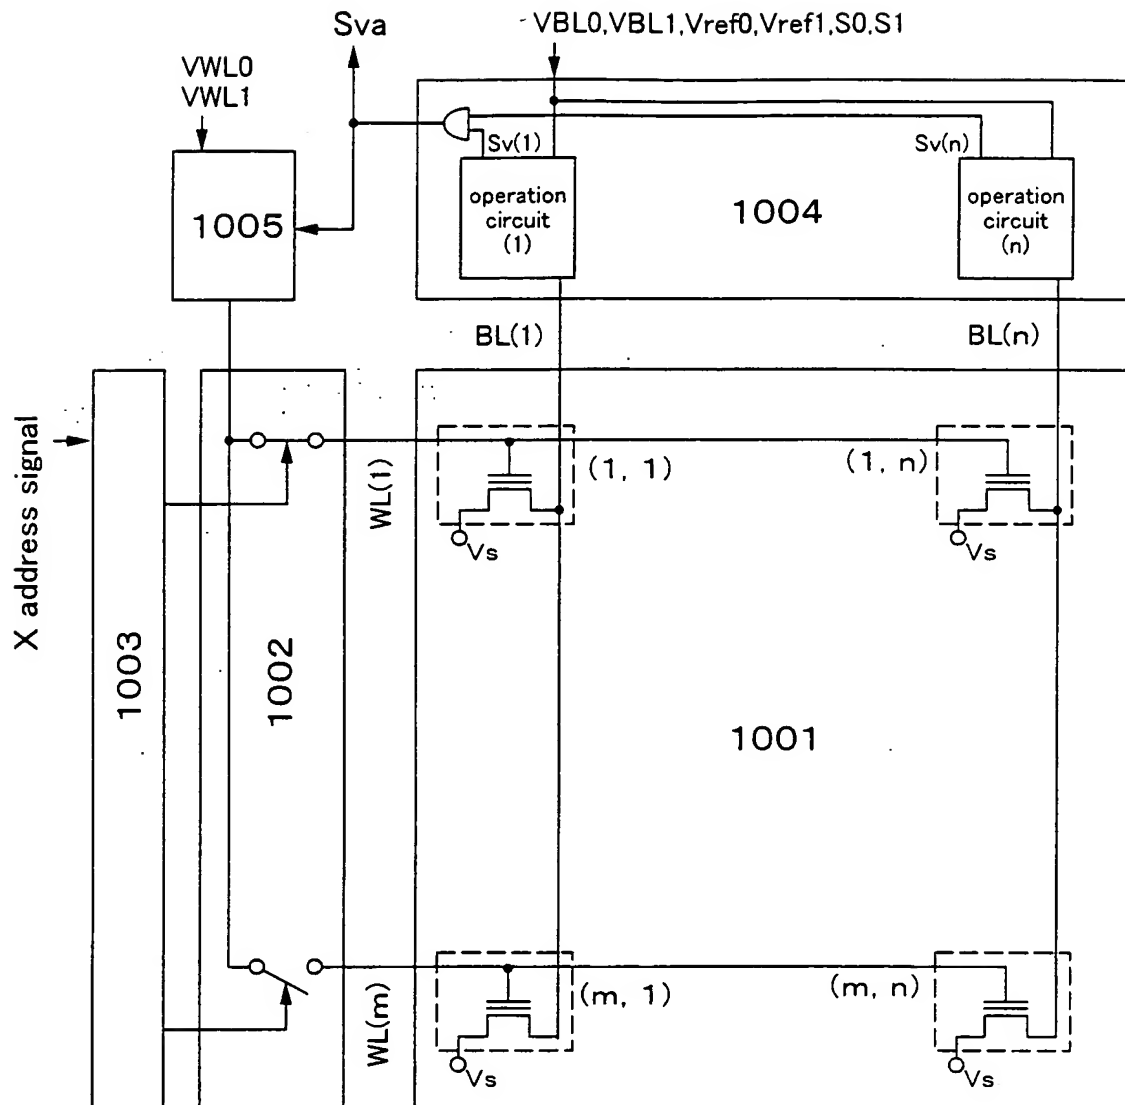 Sva
VBL0,VBL1,Vref0,Vref1,S0,S1
VWL0
VWL1
Sv(1)
Sv(n)
1005
operation
circuit
(1)
1004
operation
circuit
(n)
BL(1)
BL(n)
X address signal
WL(1)
(1, 1)
(1, n)
Vs
Vs
1003
1002
1001
WL(m)
(m, 1)
(m, n)
Vs
Vs